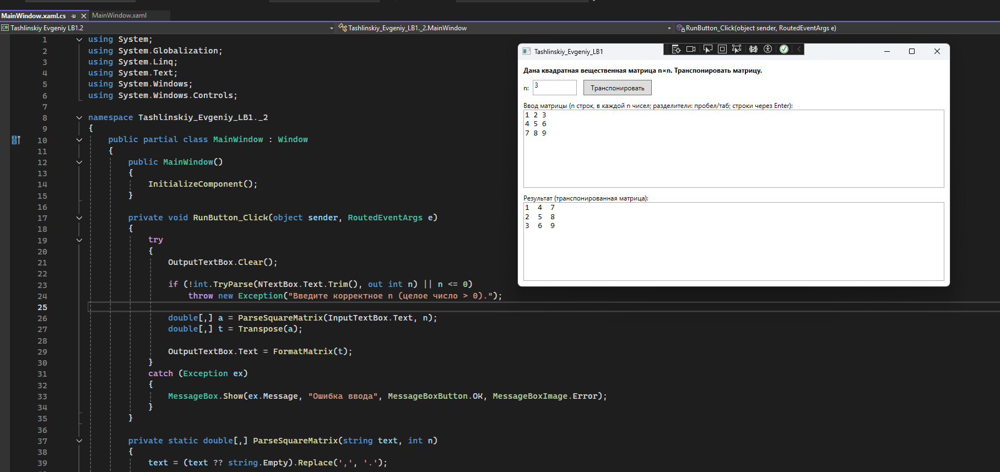 MainWindow.xaml.cs
MainWindow.xaml
Tashlinskiy Evgeniy LB1.2
Tashlinskiy_Evgeniy_LB1._2.MainWindow
RunButton_Click(object sender, RoutedEventArgs e)
1 using System;
2 using System.Globalization;
3 using System.Linq;
4 using System.Text;
5 using System.Windows;
6 using System.Windows.Controls;
7
8 namespace Tashlinskiy_Evgeniy_LB1._2
9 {
10 public partial class MainWindow : Window
11 {
12 public MainWindow()
13 {
14 InitializeComponent();
15 }
16
17 private void RunButton_Click(object sender, RoutedEventArgs e)
18 {
19 try
20 {
21 OutputTextBox.Clear();
22
23 if (!int.TryParse(NTextBox.Text.Trim(), out int n) || n <= 0)
24 throw new Exception("Введите корректное n (целое число > 0).");
25
26 double[,] a = ParseSquareMatrix(InputTextBox.Text, n);
27 double[,] t = Transpose(a);
28
29 OutputTextBox.Text = FormatMatrix(t);
30 }
31 catch (Exception ex)
32 {
33 MessageBox.Show(ex.Message, "Ошибка ввода", MessageBoxButton.OK, MessageBoxImage.Error);
34 }
35 }
36
37 private static double[,] ParseSquareMatrix(string text, int n)
38 {
39 text = (text ?? string.Empty).Replace(',', '.');
Tashlinskiy_Evgeniy_LB1
Дана квадратная вещественная матрица n×n. Транспонировать матрицу.
n: 3 Транспонировать
Ввод матрицы (n строк, в каждой n чисел; разделители: пробел/таб; строки через Enter):
1 2 3
4 5 6
7 8 9
Результат (транспонированная матрица):
1 4 7
2 5 8
3 6 9